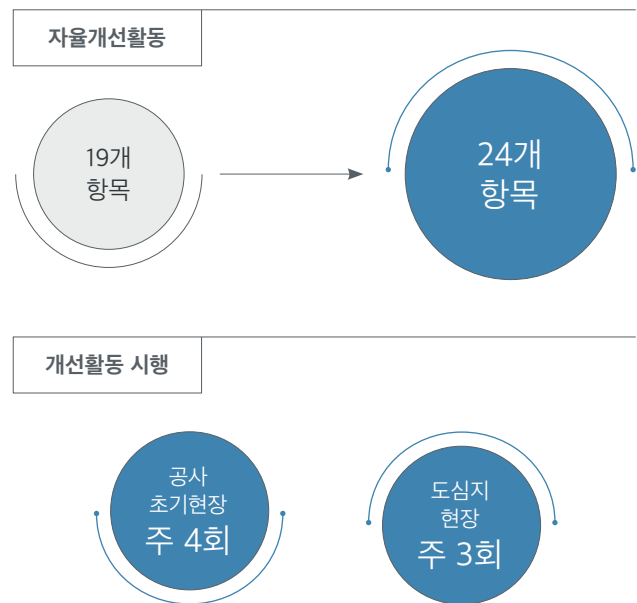 자율개선활동
19개
항목
24개
항목
개선활동 시행
공사
초기현장
주 4회
도심지
현장
주 3회